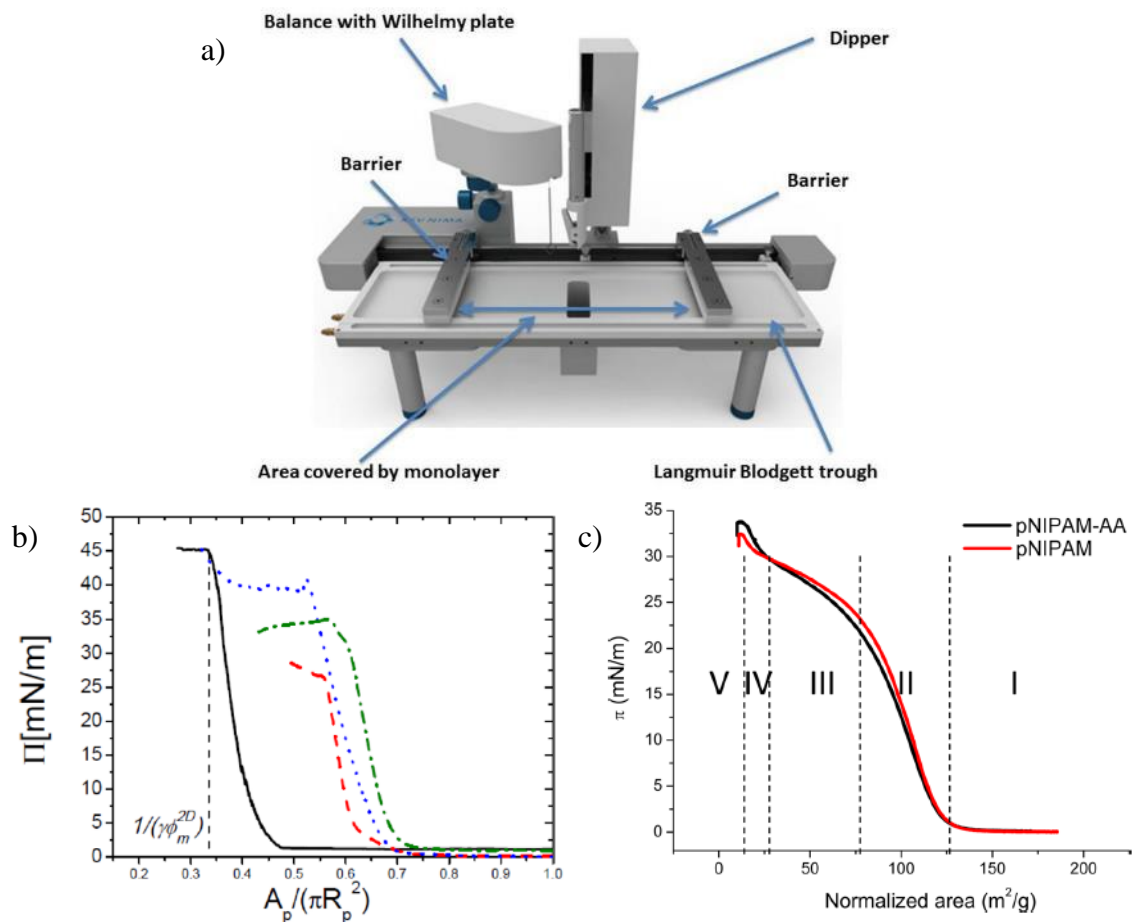 a)
Balance with Wilhelmy plate
Dipper
Barrier
Barrier
Area covered by monolayer
Langmuir Blodgett trough
b)
Π[mN/m]
50
45
40
35
30
25
20
15
10
5
0
1/(γϕₘ²ᴰ)
0.2 0.3 0.4 0.5 0.6 0.7 0.8 0.9 1.0
Aₚ/(πRₚ²)
c)
π (mN/m)
35
30
25
20
15
10
5
0
pNIPAM-AA
pNIPAM
V IV III II I
0 50 100 150 200
Normalized area (m²/g)